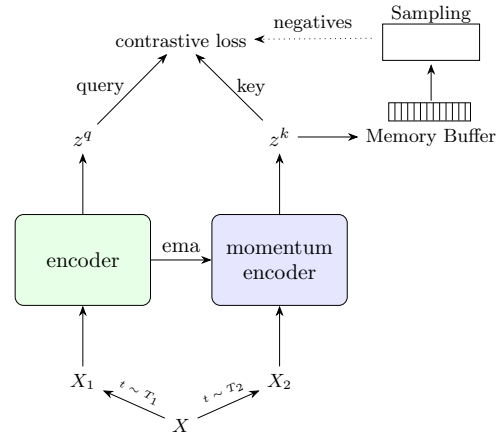 Sampling
negatives
contrastive loss
query
key
z^q
z^k
Memory Buffer
encoder
ema
momentum
encoder
X_1
t ∼ T_1
t ∼ T_2
X_2
X